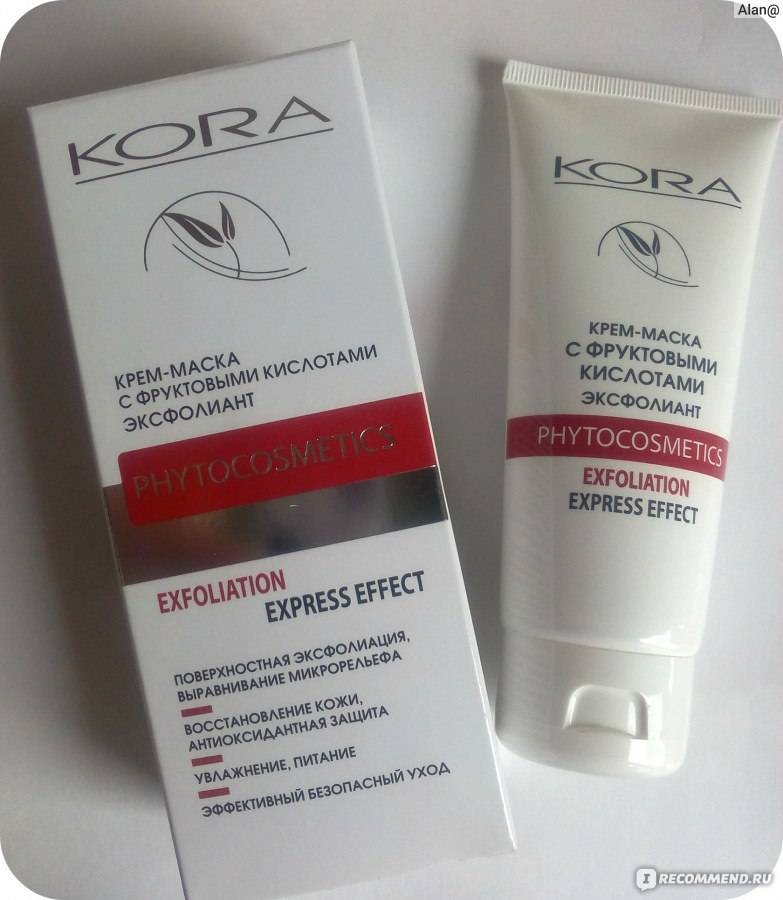 Alan@
KORA
КРЕМ-МАСКА
С ФРУКТОВЫМИ КИСЛОТАМИ
ЭКСФОЛИАНТ
PHYTOCOSMETICS
EXFOLIATION
EXPRESS EFFECT
ПОВЕРХНОСТНАЯ ЭКСФОЛИАЦИЯ,
ВЫРАВНИВАНИЕ МИКРОРЕЛЬЕФА
ВОССТАНОВЛЕНИЕ КОЖИ,
АНТИОКСИДАНТНАЯ ЗАЩИТА
УВЛАЖНЕНИЕ, ПИТАНИЕ
ЭФФЕКТИВНЫЙ БЕЗОПАСНЫЙ УХОД
KORA
КРЕМ-МАСКА
С ФРУКТОВЫМИ
КИСЛОТАМИ
ЭКСФОЛИАНТ
PHYTOCOSMETICS
EXFOLIATION
EXPRESS EFFECT
IRECOMMEND.RU